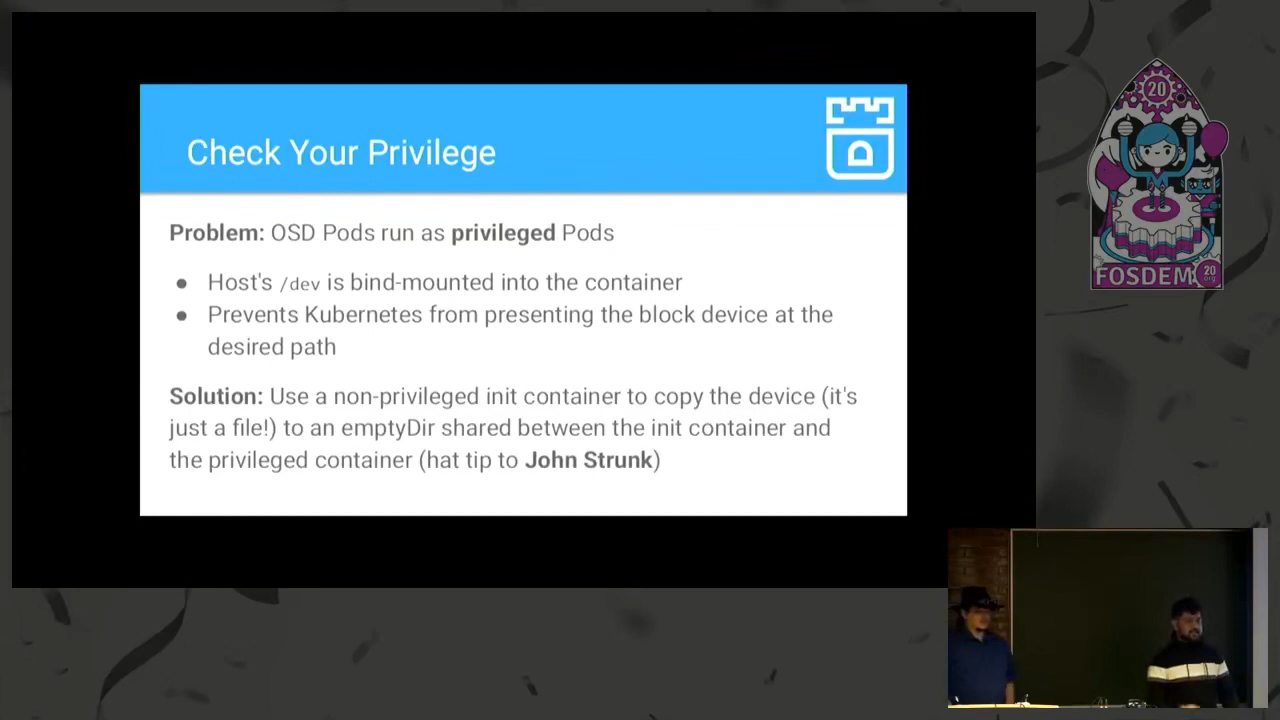 Check Your Privilege
Problem: OSD Pods run as privileged Pods
● Host's /dev is bind-mounted into the container
● Prevents Kubernetes from presenting the block device at the
desired path
Solution: Use a non-privileged init container to copy the device (it's
just a file!) to an emptyDir shared between the init container and
the privileged container (hat tip to John Strunk)
20
FOSDEM 20
.org